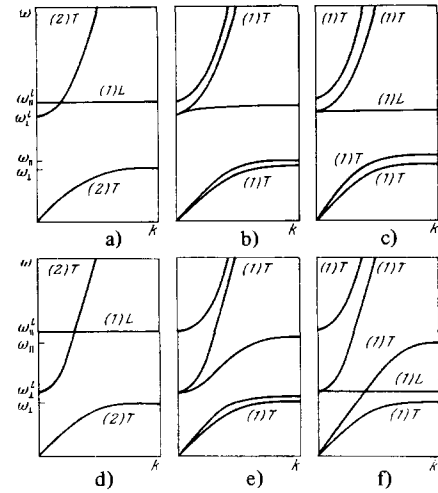 ω
(2)T
(1)T
(1)T
ω∥ˡ
(1)L
(1)L
ω⊥ˡ
ω∥
(1)T
ω⊥
(2)T
(1)T
(1)T
k
k
k
a)
b)
c)
ω
(2)T
(1)T
(1)T
(1)T
ω∥ˡ
(1)L
ω∥
(1)T
ω⊥ˡ
(1)L
ω⊥
(2)T
(1)T
(1)T
k
k
k
d)
e)
f)